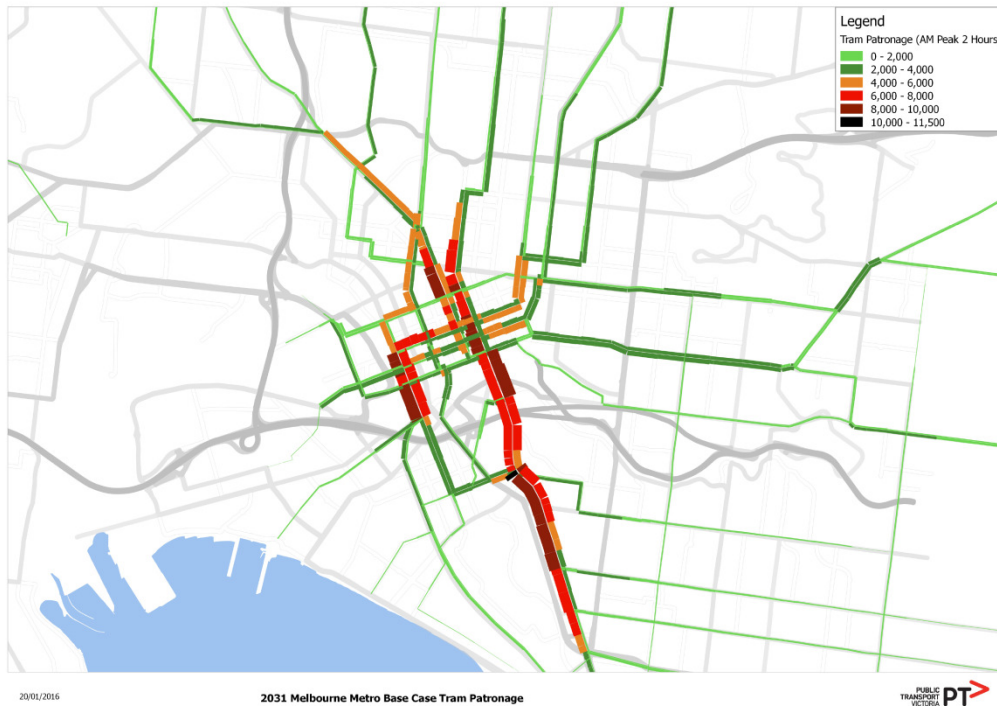 Legend
Tram Patronage (AM Peak 2 Hours
0 - 2,000
2,000 - 4,000
4,000 - 6,000
6,000 - 8,000
8,000 - 10,000
10,000 - 11,500
20/01/2016
2031 Melbourne Metro Base Case Tram Patronage
PUBLIC
TRANSPORT
VICTORIA
PT